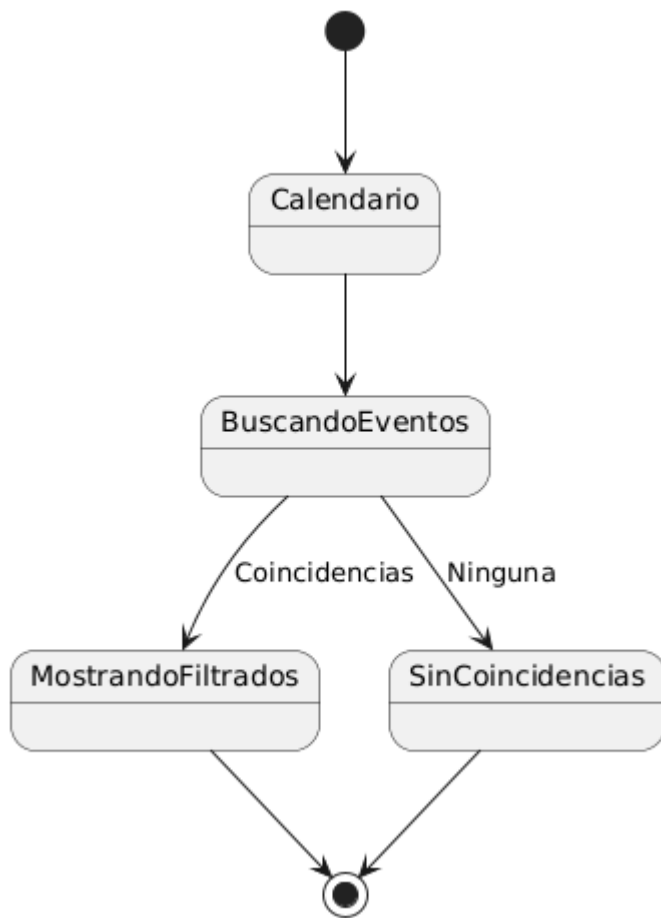 Calendario
BuscandoEventos
Coincidencias
Ninguna
MostrandoFiltrados
SinCoincidencias